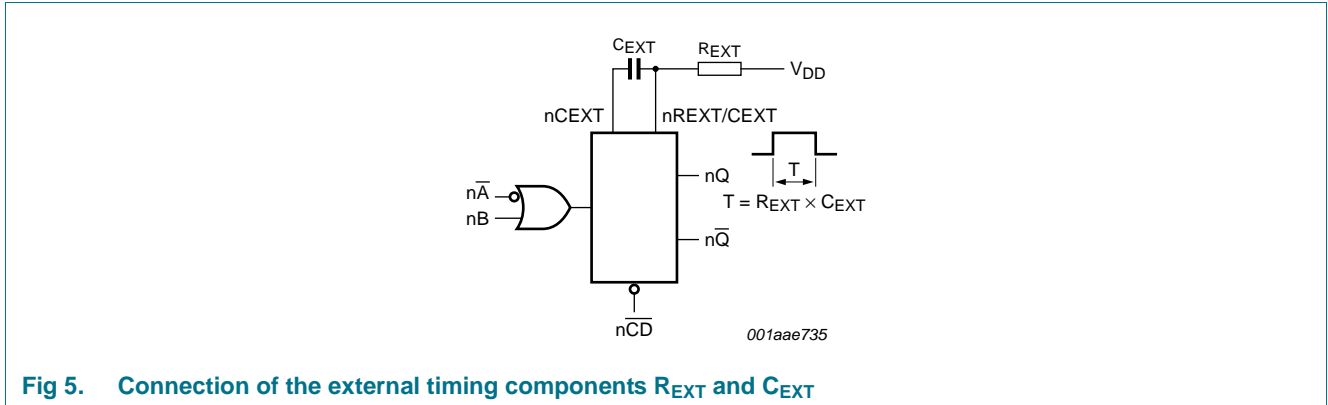 CEXT
REXT
VDD
nCEXT
nREXT/CEXT
nA̅
nB
nQ
T
T = REXT × CEXT
nQ̅
nC̅D̅
001aae735
Fig 5. Connection of the external timing components REXT and CEXT